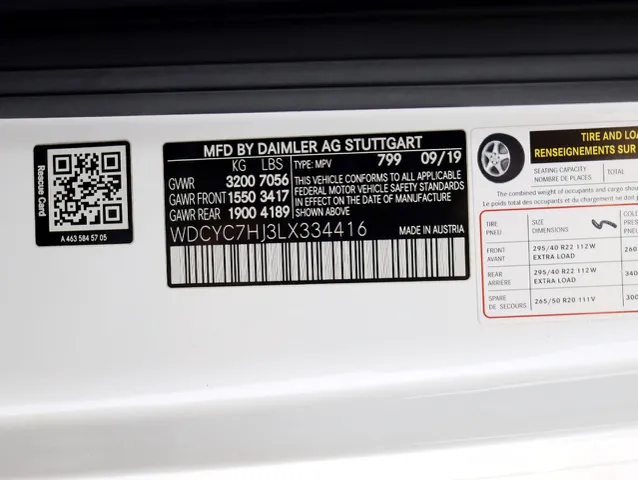 Rescue Card
A 463 584 57 05
MFD BY DAIMLER AG STUTTGART
KG LBS TYPE: MPV 799 09/19
GVWR 3200 7056
GAWR FRONT 1550 3417
GAWR REAR 1900 4189
THIS VEHICLE CONFORMS TO ALL APPLICABLE
FEDERAL MOTOR VEHICLE SAFETY STANDARDS
IN EFFECT ON THE DATE OF MANUFACTURE
SHOWN ABOVE
WDCYC7HJ3LX334416 MADE IN AUSTRIA
TIRE AND LOA
RENSEIGNEMENTS SUR
SEATING CAPACITY
NOMBRE DE PLACES TOTAL
The combined weight of occupants and cargo shou
Le poids total des occupants et du chargement ne doit
TIRE SIZE COLD
PNEU DIMENSIONS PRES
FRONT 295/40 R22 112W 260
AVANT EXTRA LOAD
REAR 295/40 R22 112W 340
ARRIÈRE EXTRA LOAD
SPARE 265/50 R20 111V 300
DE SECOURS